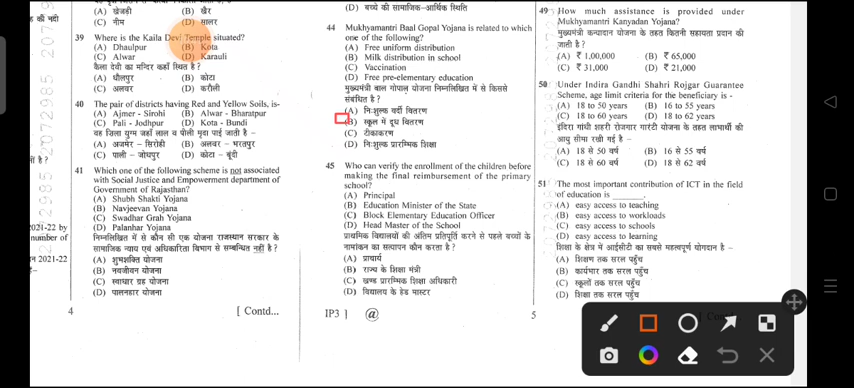 (A) खेजड़ी (B) खैर
(C) नीम (D) सालर
39 Where is the Kaila Devi Temple situated?
(A) Dhaulpur (B) Kota
(C) Alwar (D) Karauli
कैला देवी का मन्दिर कहाँ स्थित है ?
(A) धौलपुर (B) कोटा
(C) अलवर (D) करौली
40 The pair of districts having Red and Yellow Soils, is-
(A) Ajmer - Sirohi (B) Alwar - Bharatpur
(C) Pali - Jodhpur (D) Kota - Bundi
वह जिला युग्म जहाँ लाल व पीली मृदा पाई जाती है –
(A) अजमेर – सिरोही (B) अलवर – भरतपुर
(C) पाली – जोधपुर (D) कोटा – बूंदी
41 Which one of the following scheme is not associated
with Social Justice and Empowerment department of
Government of Rajasthan?
(A) Shubh Shakti Yojana
(B) Navjeevan Yojana
(C) Swadhar Grah Yojana
(D) Palanhar Yojana
निम्नलिखित में से कौन सी एक योजना राजस्थान सरकार के
सामाजिक न्याय एवं अधिकारिता विभाग से सम्बन्धित नहीं है ?
(A) शुभशक्ति योजना
(B) नवजीवन योजना
(C) स्वाधार ग्रह योजना
(D) पालनहार योजना
4 [ Contd...
(D) बच्चे की सामाजिक-आर्थिक स्थिति
44 Mukhyamantri Baal Gopal Yojana is related to which
one of the following?
(A) Free uniform distribution
(B) Milk distribution in school
(C) Vaccination
(D) Free pre-elementary education
मुख्यमंत्री बाल गोपाल योजना निम्नलिखित में से किससे
संबंधित है ?
(A) निःशुल्क वर्दी वितरण
(B) स्कूल में दूध वितरण
(C) टीकाकरण
(D) निःशुल्क प्रारम्भिक शिक्षा
45 Who can verify the enrollment of the children before
making the final reimbursement of the primary
school?
(A) Principal
(B) Education Minister of the State
(C) Block Elementary Education Officer
(D) Head Master of the School
प्राथमिक विद्यालयों की अंतिम प्रतिपूर्ति करने से पहले बच्चों के
नामांकन का सत्यापन कौन करता है ?
(A) प्राचार्य
(B) राज्य के शिक्षा मंत्री
(C) खण्ड प्रारम्भिक शिक्षा अधिकारी
(D) विद्यालय के हेड मास्टर
IP3 ] @ 5
49 How much assistance is provided under
Mukhyamantri Kanyadan Yojana?
मुख्यमंत्री कन्यादान योजना के तहत कितनी सहायता प्रदान की
जाती है ?
(A) ₹ 1,00,000 (B) ₹ 65,000
(C) ₹ 31,000 (D) ₹ 21,000
50 Under Indira Gandhi Shahri Rojgar Guarantee
Scheme, age limit criteria for the beneficiary is -
(A) 18 to 50 years (B) 16 to 55 years
(C) 18 to 60 years (D) 18 to 62 years
इंदिरा गांधी शहरी रोजगार गारंटी योजना के तहत लाभार्थी की
आयु सीमा रखी गई है –
(A) 18 से 50 वर्ष (B) 16 से 55 वर्ष
(C) 18 से 60 वर्ष (D) 18 से 62 वर्ष
51 The most important contribution of ICT in the field
of education is ______.
(A) easy access to teaching
(B) easy access to workloads
(C) easy access to schools
(D) easy access to learning
शिक्षा के क्षेत्र में आईसीटी का सबसे महत्वपूर्ण योगदान है –
(A) शिक्षण तक सरल पहुँच
(B) कार्यभार तक सरल पहुँच
(C) स्कूलों तक सरल पहुँच
(D) शिक्षा तक सरल पहुँच